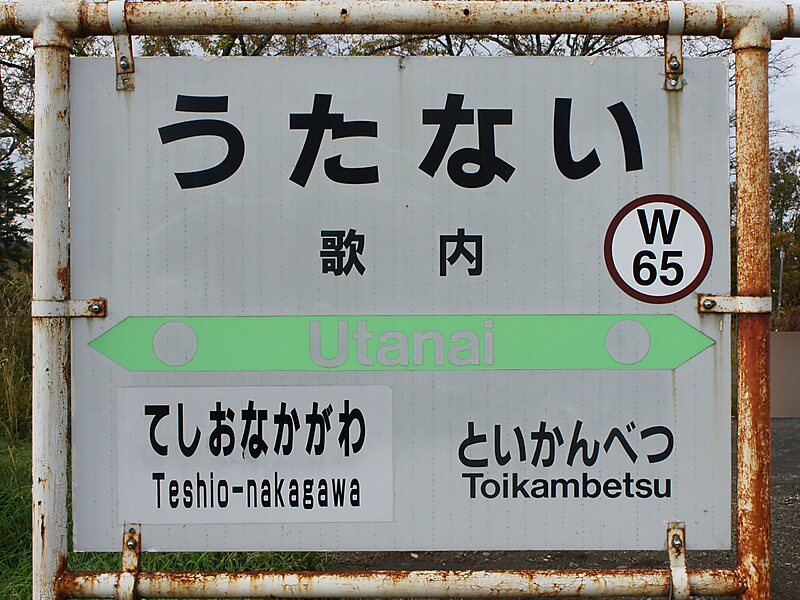 うたない
歌内
W
65
Utanai
てしおなかがわ
Teshio-nakagawa
といかんべつ
Toikambetsu